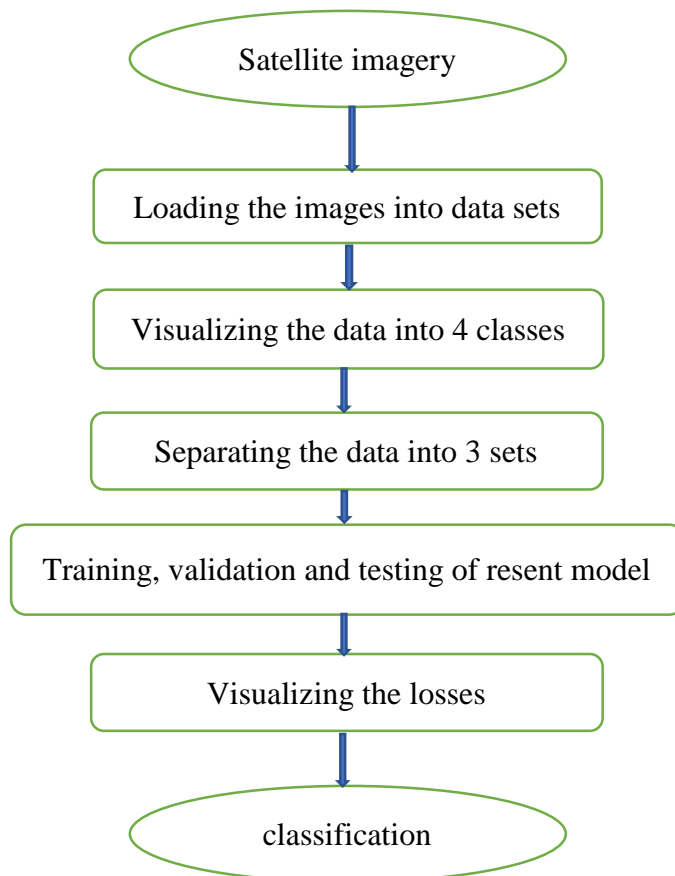 Satellite imagery
Loading the images into data sets
Visualizing the data into 4 classes
Separating the data into 3 sets
Training, validation and testing of resent model
Visualizing the losses
classification